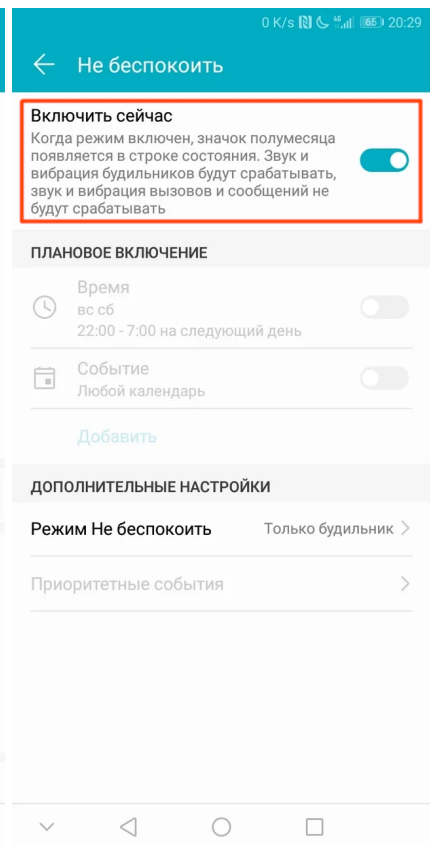 0 K/s 65 20:29
Не беспокоить
Включить сейчас
Когда режим включен, значок полумесяца
появляется в строке состояния. Звук и
вибрация будильников будут срабатывать,
звук и вибрация вызовов и сообщений не
будут срабатывать
ПЛАНОВОЕ ВКЛЮЧЕНИЕ
Время
вс сб
22:00 - 7:00 на следующий день
Событие
Любой календарь
Добавить
ДОПОЛНИТЕЛЬНЫЕ НАСТРОЙКИ
Режим Не беспокоить Только будильник
Приоритетные события